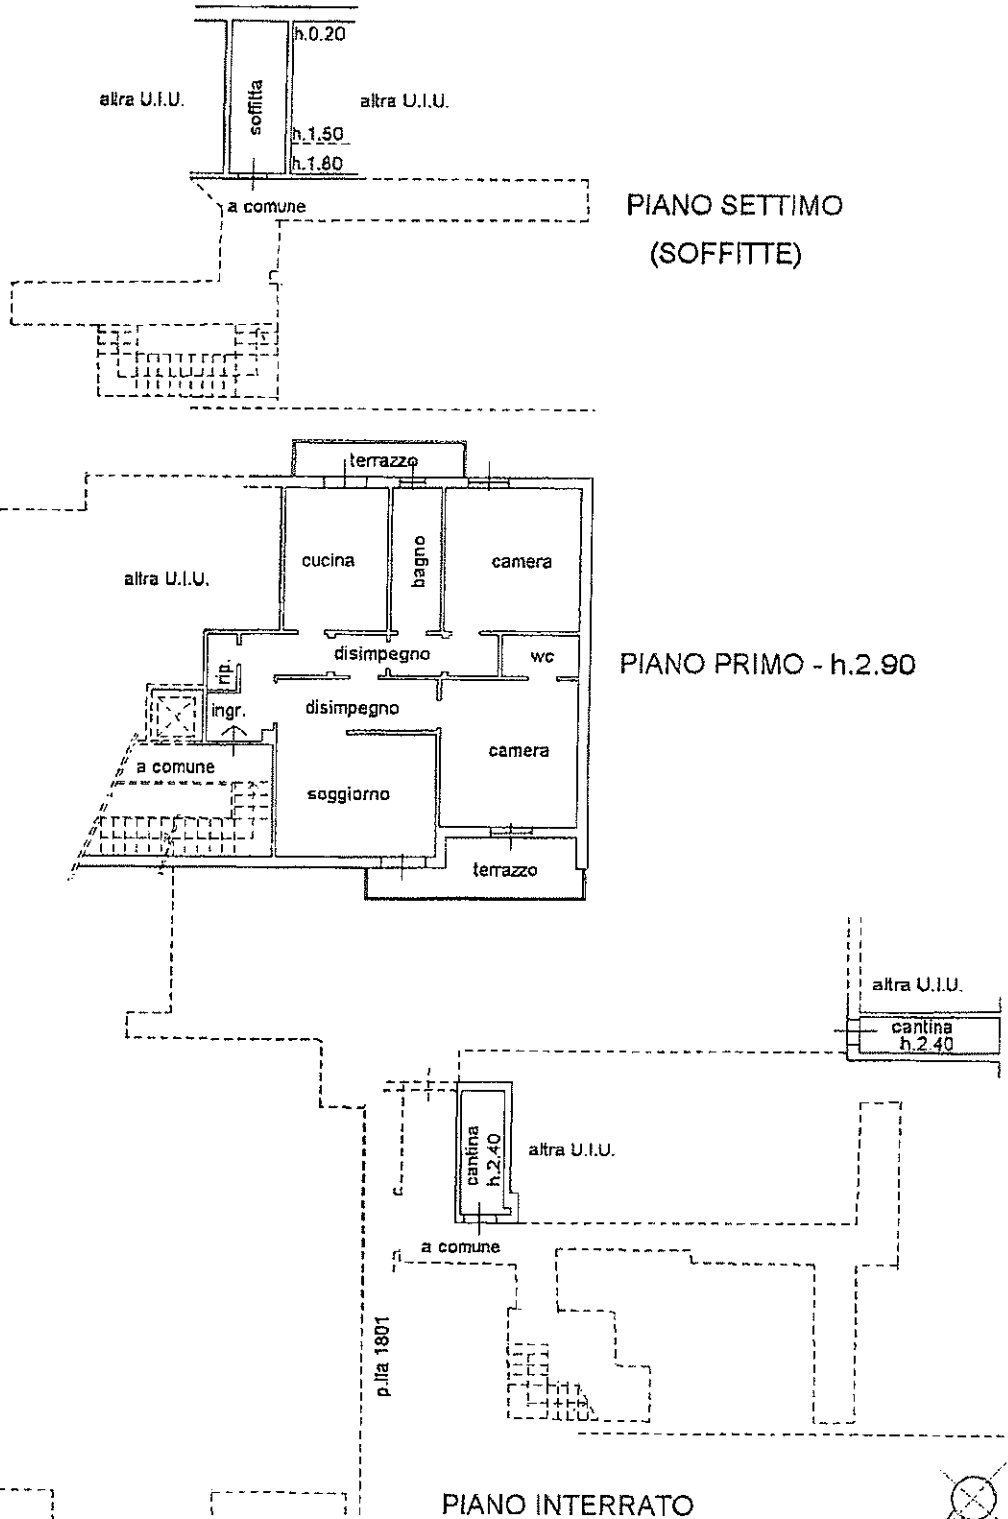 h.0.20
altra U.I.U.
soffitta
altra U.I.U.
h.1.50
h.1.80
a comune
PIANO SETTIMO
(SOFFITTE)
terrazzo
cucina
bagno
camera
altra U.I.U.
disimpegno
wc
PIANO PRIMO - h.2.90
rip.
ingr.
disimpegno
a comune
camera
soggiorno
terrazzo
altra U.I.U.
cantina
h.2.40
cantina
h.2.40
altra U.I.U.
a comune
p.lla 1801
PIANO INTERRATO